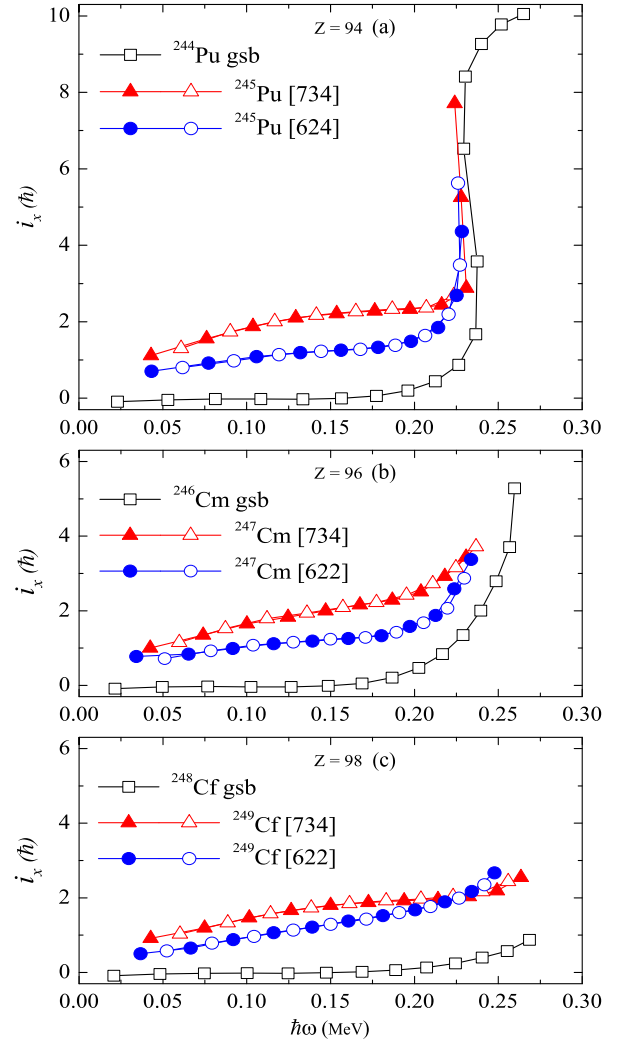 Z = 94 (a)
²⁴⁴Pu gsb
²⁴⁵Pu [734]
²⁴⁵Pu [624]
10
8
6
4
2
0
i_x (ħ)
0.00 0.05 0.10 0.15 0.20 0.25 0.30
Z = 96 (b)
²⁴⁶Cm gsb
²⁴⁷Cm [734]
²⁴⁷Cm [622]
6
4
2
0
i_x (ħ)
0.00 0.05 0.10 0.15 0.20 0.25 0.30
Z = 98 (c)
²⁴⁸Cf gsb
²⁴⁹Cf [734]
²⁴⁹Cf [622]
6
4
2
0
i_x (ħ)
0.00 0.05 0.10 0.15 0.20 0.25 0.30
ħω (MeV)